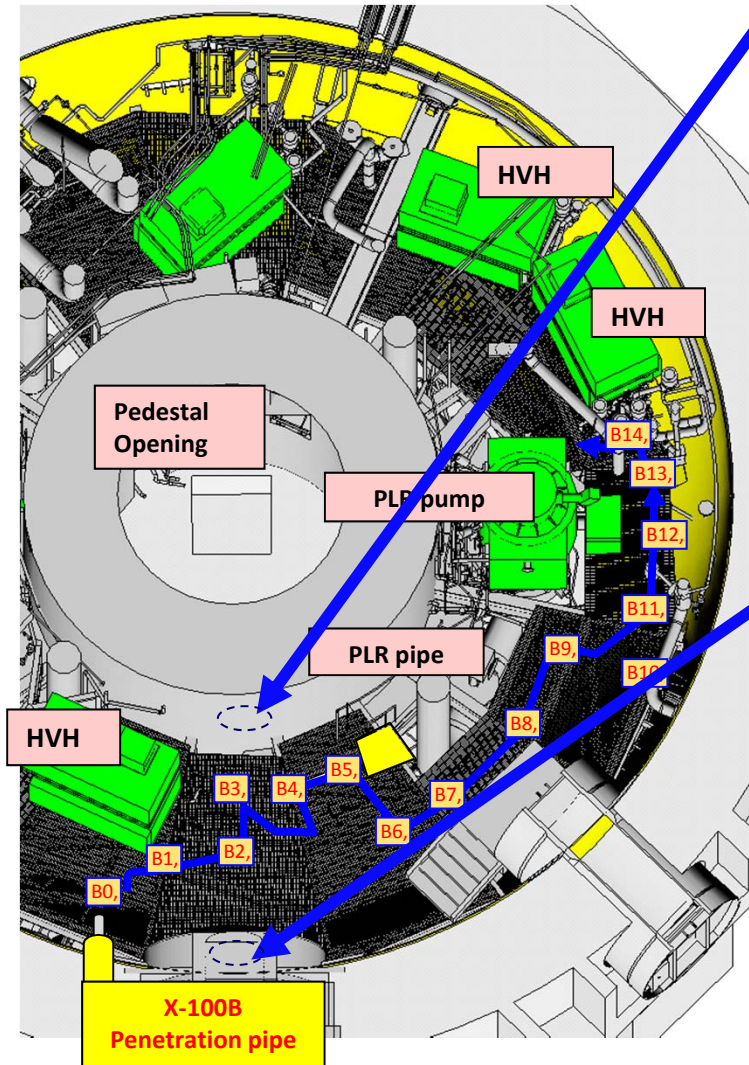 HVH
HVH
Pedestal
Opening
PLR pump
B14,
B13,
B12,
B11,
B9,
PLR pipe
B10,
B8,
HVH
B5,
B3,
B4,
B7,
B6,
B2,
B1,
B0,
X-100B
Penetration pipe